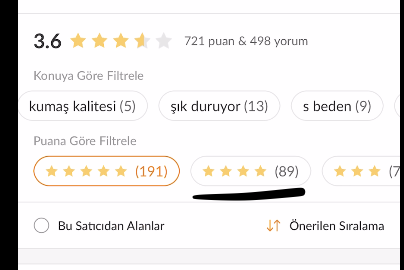 3.6 721 puan & 498 yorum
Konuya Göre Filtrele
kumaş kalitesi (5) şık duruyor (13) s beden (9)
Puana Göre Filtrele
(191) (89) (7
Bu Satıcıdan Alanlar Önerilen Sıralama